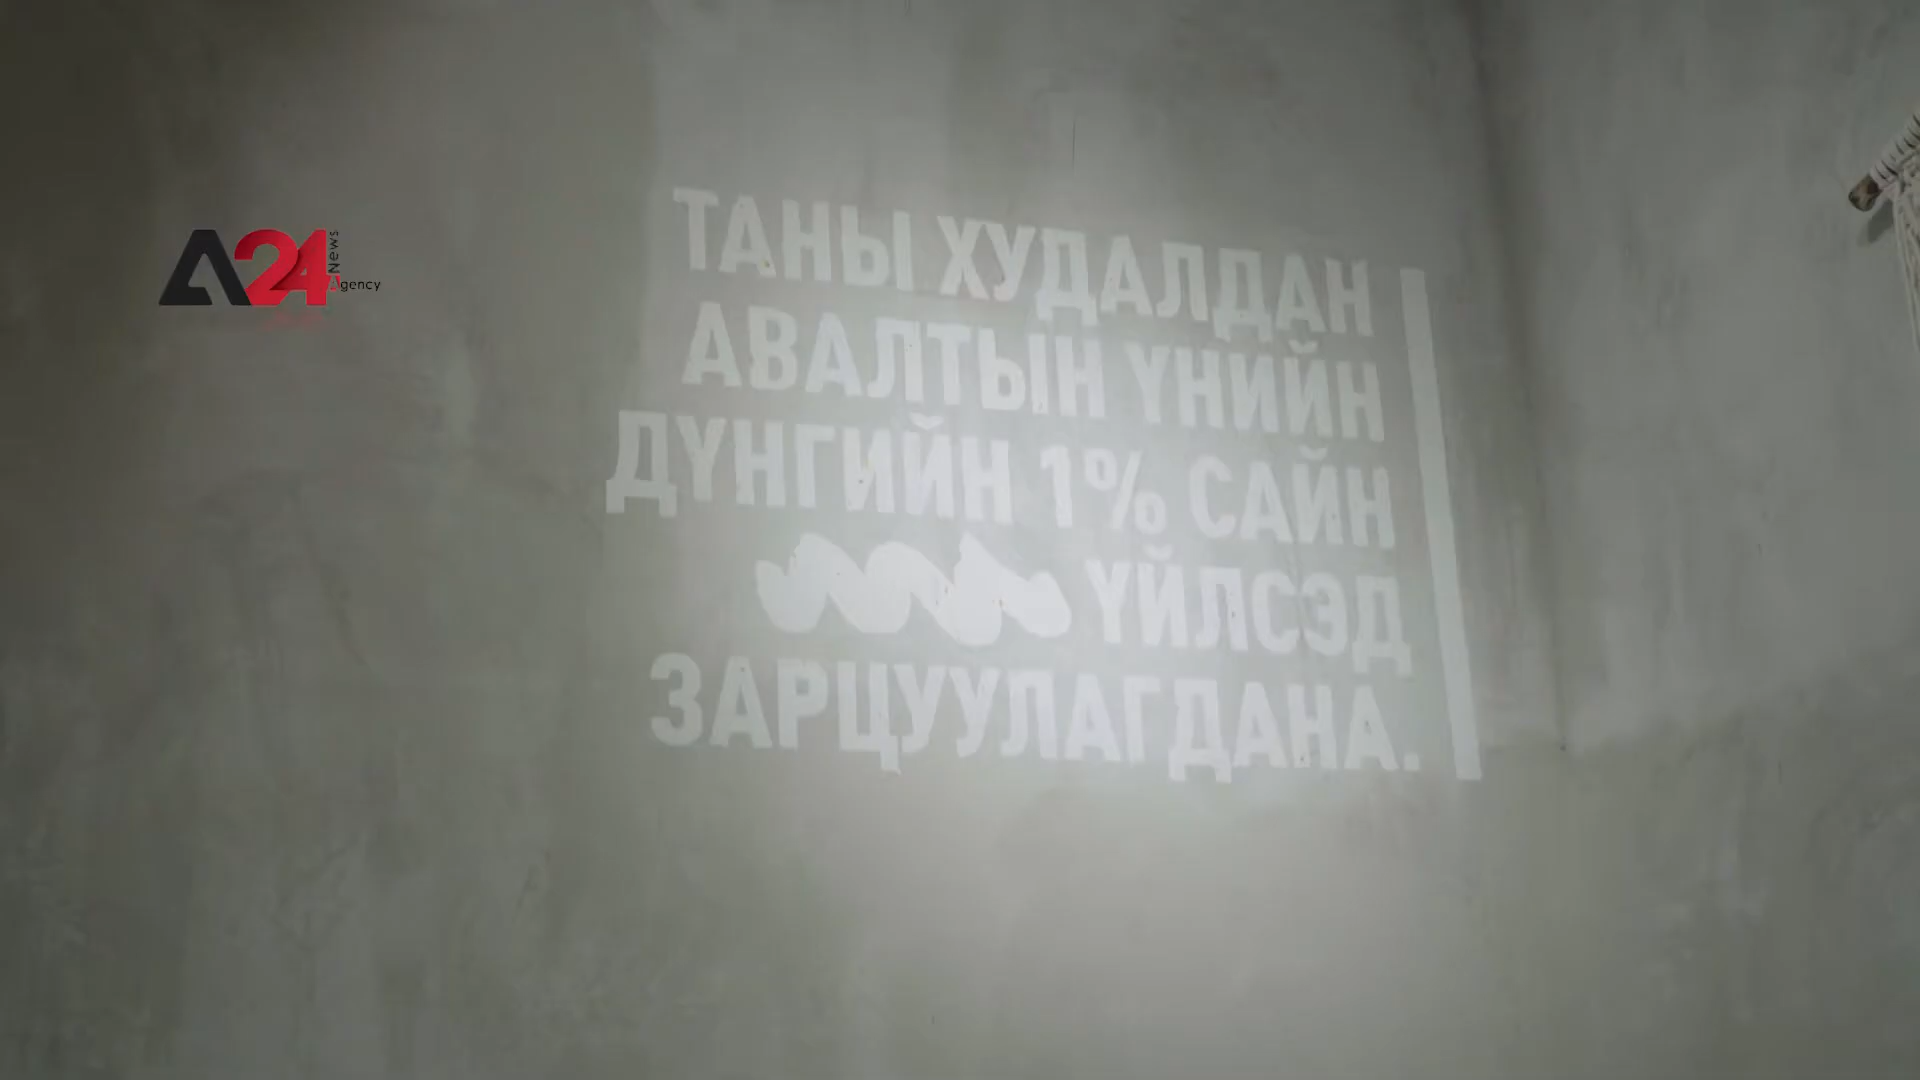 A24
News
Agency
ТАНЫ ХУДАЛДАН
АВАЛТЫН ҮНИЙН
ДҮНГИЙН 1% САЙН
ҮЙЛСЭД
ЗАРЦУУЛАГДАНА.